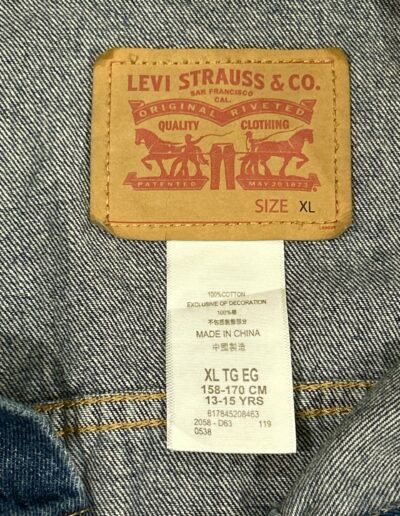 LEVI STRAUSS & CO.
SAN FRANCISCO
CAL.
ORIGINAL RIVETED
QUALITY CLOTHING
PATENTED MAY 20 1873
SIZE XL
100%COTTON
EXCLUSIVE OF DECORATION
100%棉
不包括裝飾部分
MADE IN CHINA
中國製造
XL TG EG
158-170 CM
13-15 YRS
617845208463
2058 - D63 119
0538